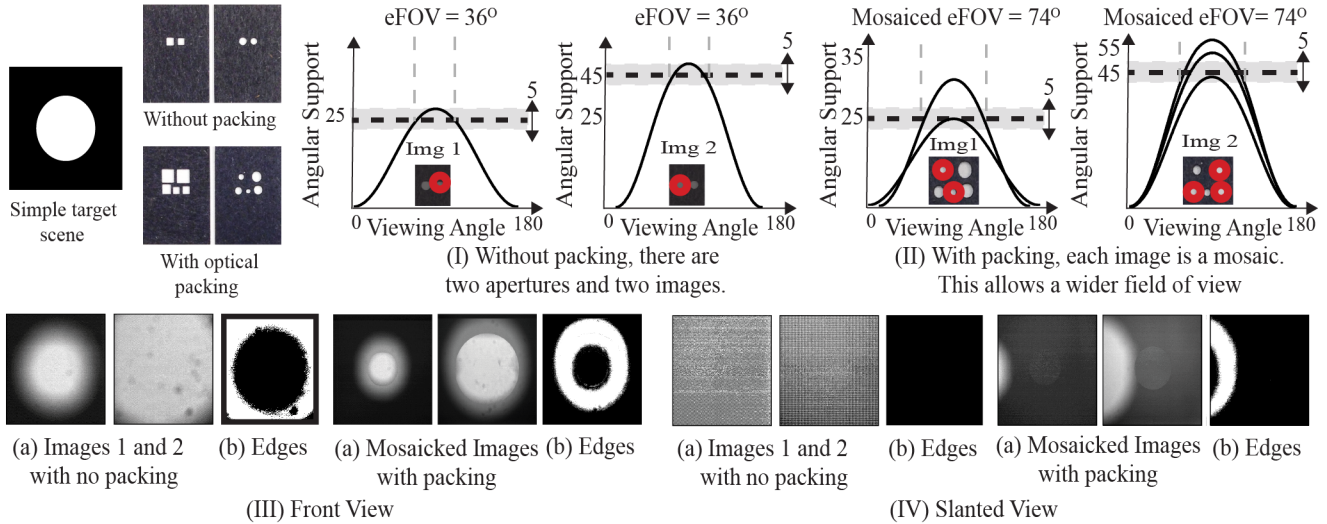 Simple target
scene
Without packing
With optical
packing
eFOV = 36º
Angular Support
25
5
Img 1
0
Viewing Angle
180
eFOV = 36º
Angular Support
45
25
5
Img 2
0
Viewing Angle
180
(I) Without packing, there are
two apertures and two images.
Mosaiced eFOV = 74º
Angular Support
35
25
5
Img1
0
Viewing Angle
180
Mosaiced eFOV= 74º
Angular Support
55
45
5
Img 2
0
Viewing Angle
180
(II) With packing, each image is a mosaic.
This allows a wider field of view
(a) Images 1 and 2
with no packing
(b) Edges
(a) Mosaicked Images
with packing
(b) Edges
(III) Front View
(a) Images 1 and 2
with no packing
(b) Edges
(a) Mosaicked Images
with packing
(b) Edges
(IV) Slanted View